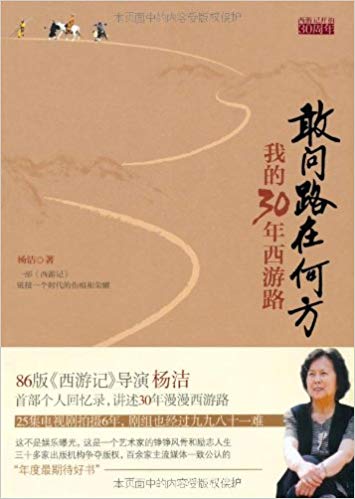 本页面中的内容受版权保护
西游记开拍
30周年
敢问路在何方
我的30年西游路
杨洁◎著
一部《西游记》
链接一个时代的伤痕和荣耀
86版《西游记》导演杨洁
首部个人回忆录，讲述30年漫漫西游路
25集电视剧拍摄6年，剧组也经过九九八十一难
这不是娱乐曝光，这是一个艺术家的铮铮风骨和励志人生
三十多家出版机构争夺版权，百余家主流媒体一致公认的
“年度最期待好书”
本页面中的内容受版权保护